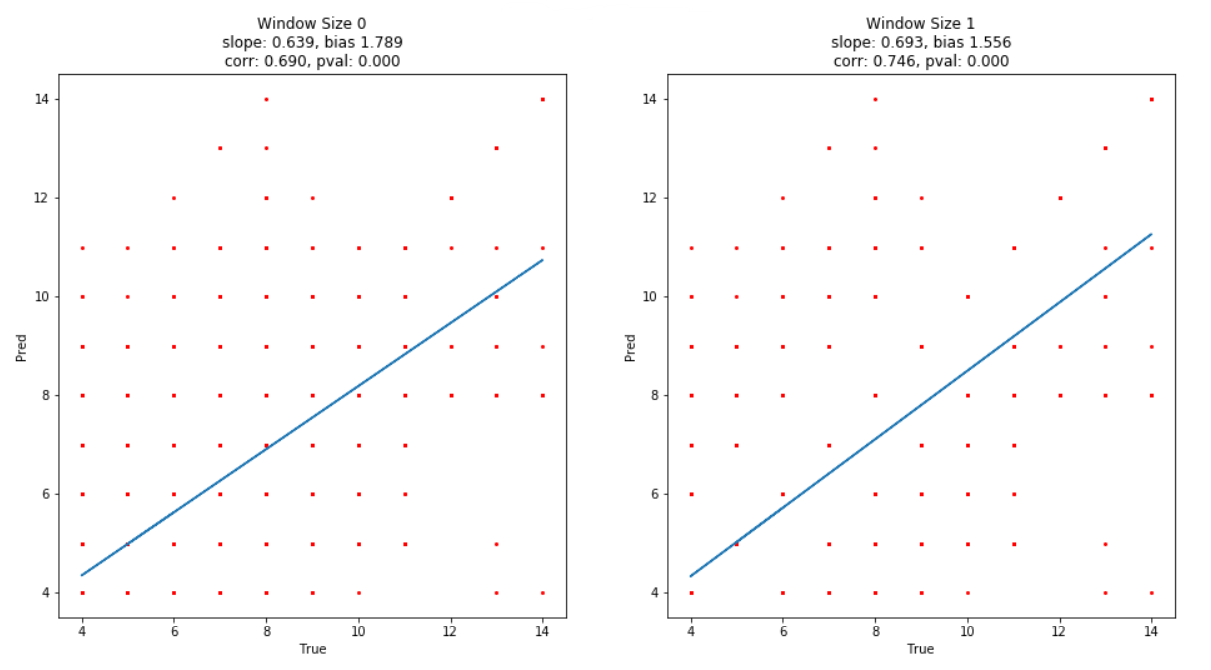 Window Size 0
slope: 0.639, bias 1.789
corr: 0.690, pval: 0.000
14
12
10
8
6
4
Pred
4 6 8 10 12 14
True
Window Size 1
slope: 0.693, bias 1.556
corr: 0.746, pval: 0.000
14
12
10
8
6
4
Pred
4 6 8 10 12 14
True